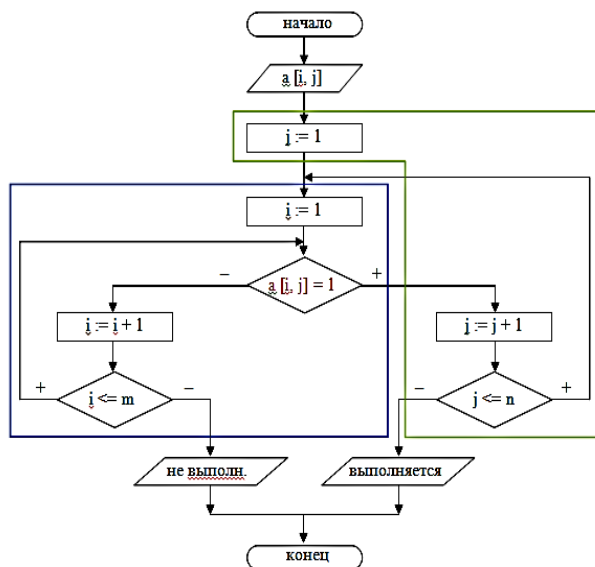 начало
a [i, j]
j := 1
i := 1
a [i, j] = 1
–
+
i := i + 1
j := j + 1
i <= m
+
–
j <= n
–
+
не выполн.
выполняется
конец